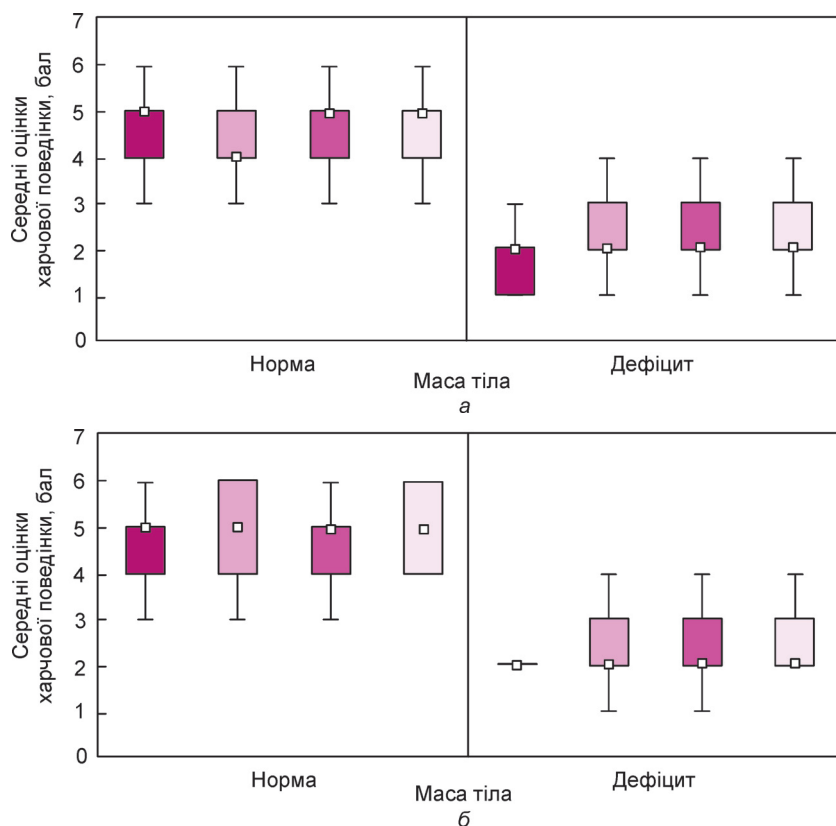 Середні оцінки
харчової поведінки, бал
7
6
5
4
3
2
1
0
Норма
Дефіцит
Маса тіла
а
Середні оцінки
харчової поведінки, бал
7
6
5
4
3
2
1
0
Норма
Дефіцит
Маса тіла
б